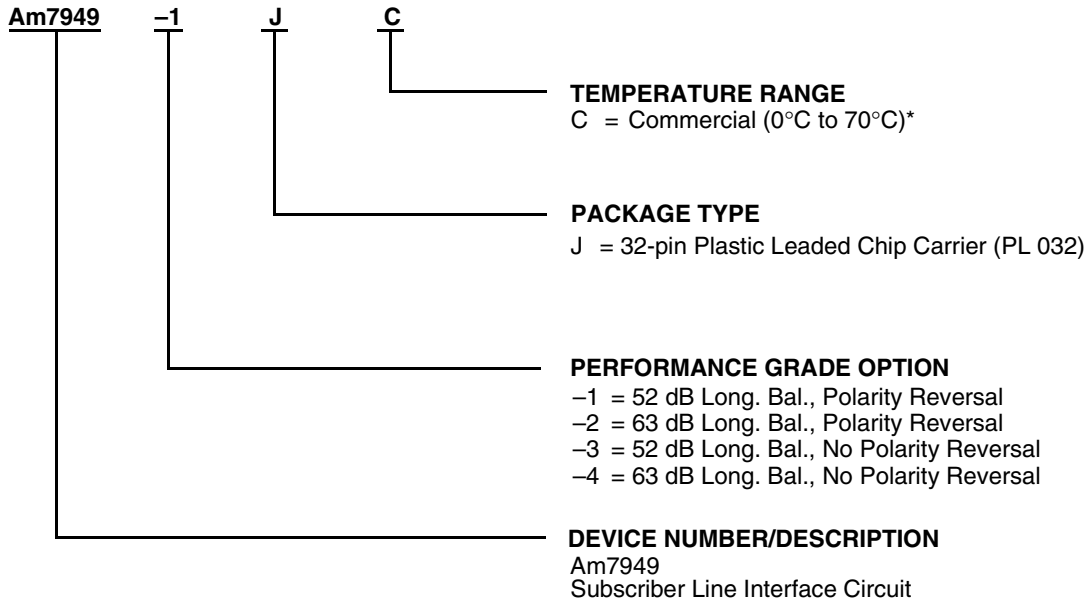 Am7949 –1 J C
TEMPERATURE RANGE
C = Commercial (0°C to 70°C)*
PACKAGE TYPE
J = 32-pin Plastic Leaded Chip Carrier (PL 032)
PERFORMANCE GRADE OPTION
–1 = 52 dB Long. Bal., Polarity Reversal
–2 = 63 dB Long. Bal., Polarity Reversal
–3 = 52 dB Long. Bal., No Polarity Reversal
–4 = 63 dB Long. Bal., No Polarity Reversal
DEVICE NUMBER/DESCRIPTION
Am7949
Subscriber Line Interface Circuit